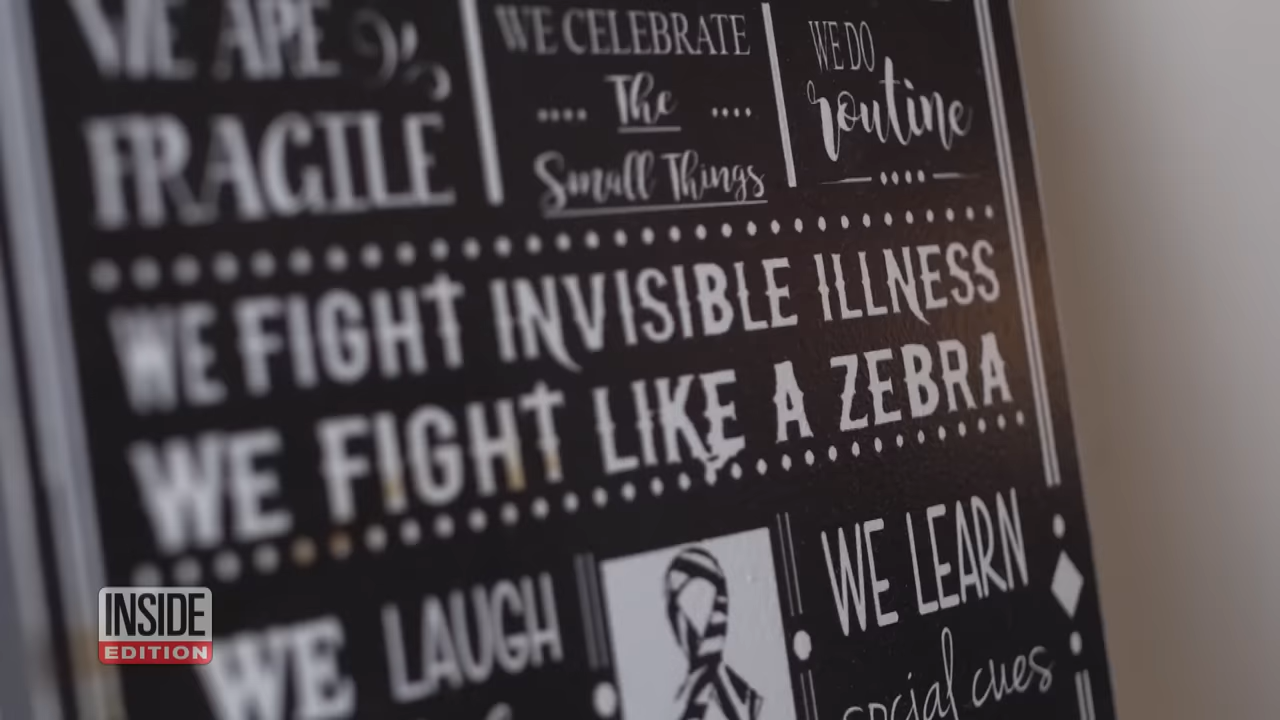 WE ARE
FRAGILE
WE CELEBRATE
The
Small Things
WE DO
routine
WE FIGHT INVISIBLE ILLNESS
WE FIGHT LIKE A ZEBRA
WE LAUGH
WE LEARN
social cues
INSIDE
EDITION